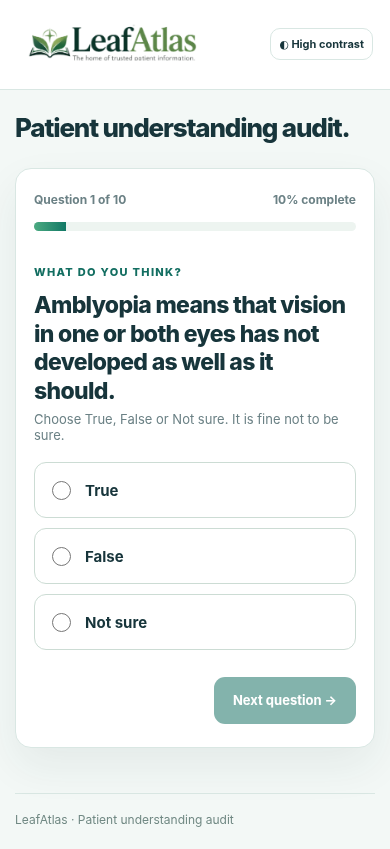 LeafAtlas
The home of trusted patient information.
High contrast
Patient understanding audit.
Question 1 of 10
10% complete
WHAT DO YOU THINK?
Amblyopia means that vision
in one or both eyes has not
developed as well as it
should.
Choose True, False or Not sure. It is fine not to be
sure.
True
False
Not sure
Next question →
LeafAtlas · Patient understanding audit